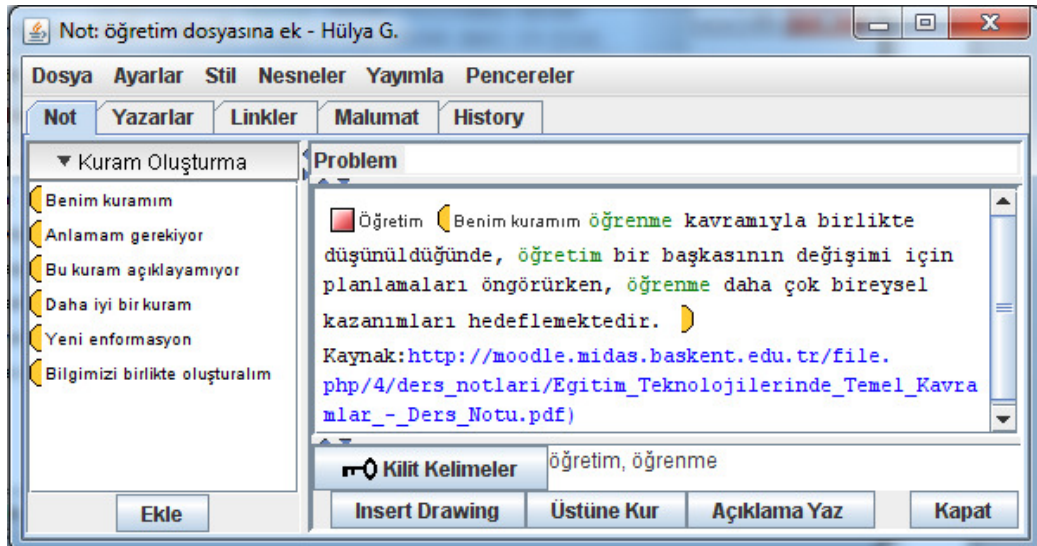 Not: öğretim dosyasına ek - Hülya G.
Dosya Ayarlar Stil Nesneler Yayımla Pencereler
Not Yazarlar Linkler Malumat History
Kuram Oluşturma
Benim kuramım
Anlamam gerekiyor
Bu kuram açıklayamıyor
Daha iyi bir kuram
Yeni enformasyon
Bilgimizi birlikte oluşturalım
Ekle
Problem
Öğretim Benim kuramım öğrenme kavramıyla birlikte
düşünüldüğünde, öğretim bir başkasının değişimi için
planlamaları öngörürken, öğrenme daha çok bireysel
kazanımları hedeflemektedir.
Kaynak:http://moodle.midas.baskent.edu.tr/file.
php/4/ders_notlari/Egitim_Teknolojilerinde_Temel_Kavra
mlar_-_Ders_Notu.pdf)
Kilit Kelimeler öğretim, öğrenme
Insert Drawing Üstüne Kur Açıklama Yaz Kapat